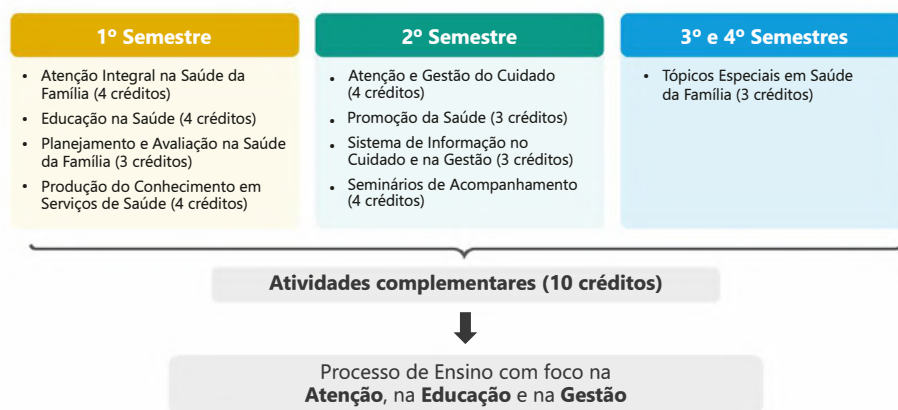 1º Semestre
• Atenção Integral na Saúde da
Família (4 créditos)
• Educação na Saúde (4 créditos)
• Planejamento e Avaliação na Saúde
da Família (3 créditos)
• Produção do Conhecimento em
Serviços de Saúde (4 créditos)
2º Semestre
• Atenção e Gestão do Cuidado
(4 créditos)
• Promoção da Saúde (3 créditos)
• Sistema de Informação no
Cuidado e na Gestão (3 créditos)
• Seminários de Acompanhamento
(4 créditos)
3º e 4º Semestres
• Tópicos Especiais em Saúde
da Família (3 créditos)
Atividades complementares (10 créditos)
Processo de Ensino com foco na
Atenção, na Educação e na Gestão